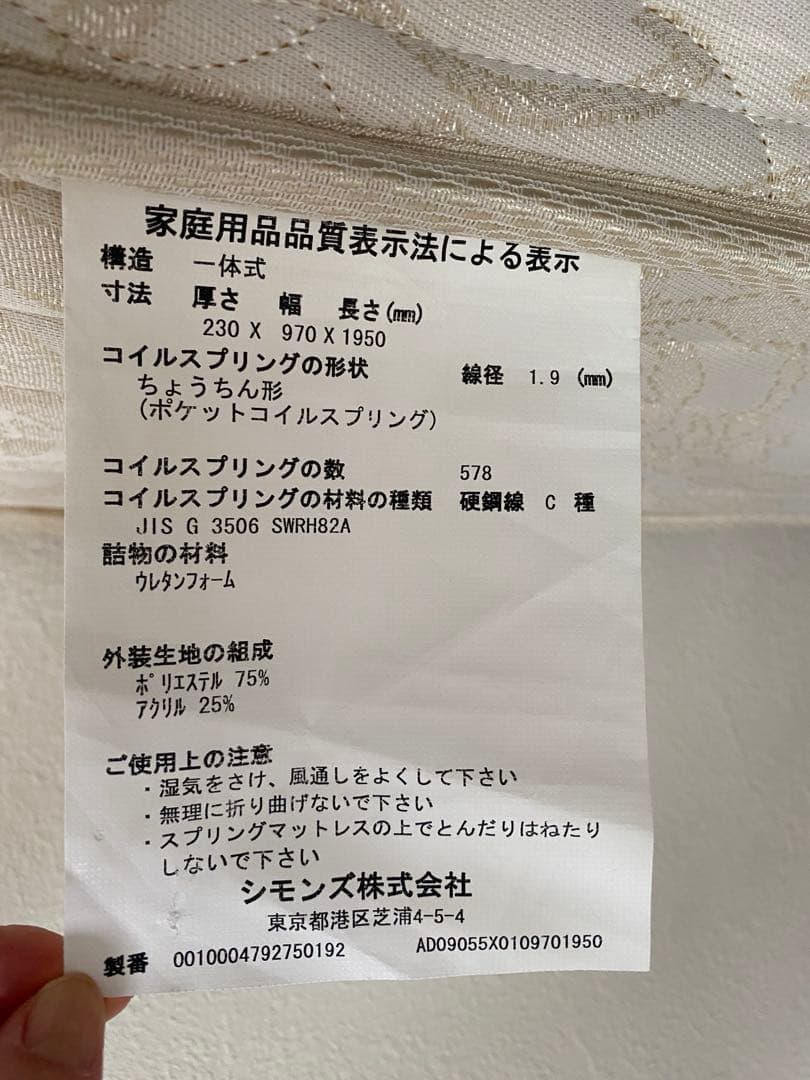 家庭用品品質表示法による表示
構造 一体式
寸法 厚さ 幅 長さ(㎜)
230 X 970 X 1950
コイルスプリングの形状 線径 1.9 (㎜)
ちょうちん形
(ポケットコイルスプリング)
コイルスプリングの数 578
コイルスプリングの材料の種類 硬鋼線 C 種
JIS G 3506 SWRH82A
詰物の材料
ｳﾚﾀﾝﾌｫｰﾑ
外装生地の組成
ﾎﾟﾘｴｽﾃﾙ 75%
ｱｸﾘﾙ 25%
ご使用上の注意
・湿気をさけ、風通しをよくして下さい
・無理に折り曲げないで下さい
・スプリングマットレスの上でとんだりはねたり
しないで下さい
シモンズ株式会社
東京都港区芝浦4-5-4
製番 0010004792750192 AD09055X0109701950